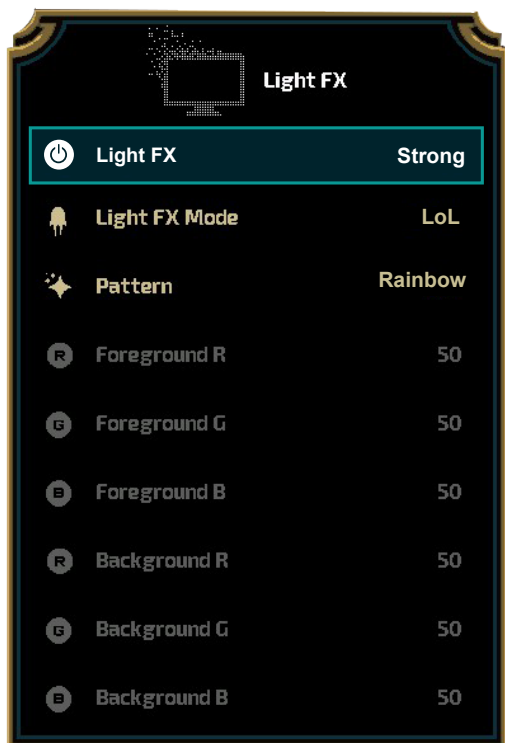 Light FX
Light FX Strong
Light FX Mode LoL
Pattern Rainbow
R Foreground R 50
G Foreground G 50
B Foreground B 50
R Background R 50
G Background G 50
B Background B 50